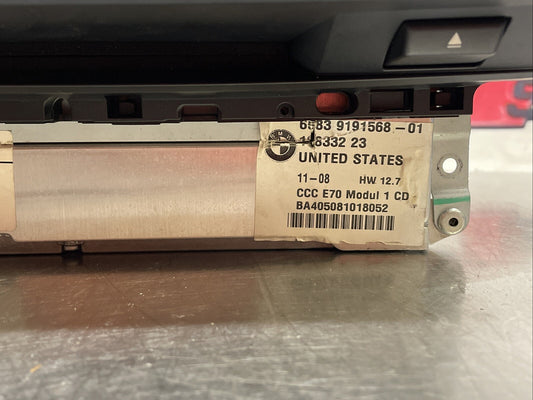 6583 9191568-01
UNITED STATES
11-08 HW 12.7
CCC E70 Modul 1 CD
BA405081018052